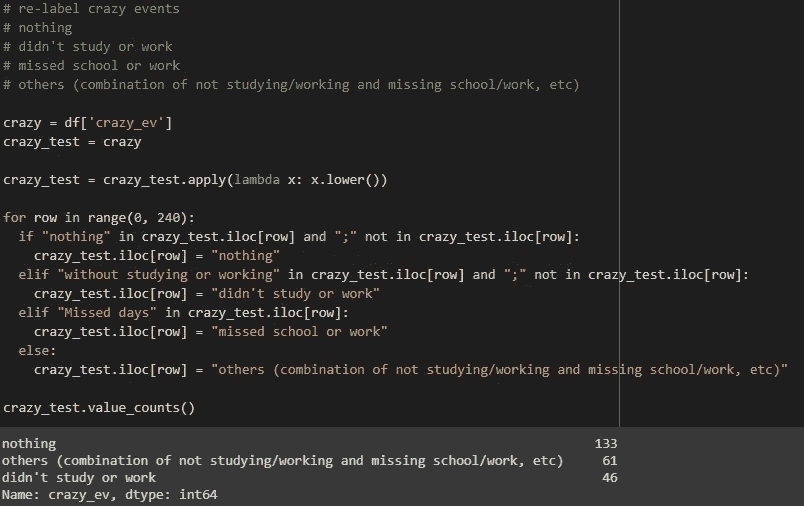 # re-label crazy events
# nothing
# didn't study or work
# missed school or work
# others (combination of not studying/working and missing school/work, etc)

crazy = df['crazy_ev']
crazy_test = crazy

crazy_test = crazy_test.apply(lambda x: x.lower())

for row in range(0, 240):
  if "nothing" in crazy_test.iloc[row] and ";" not in crazy_test.iloc[row]:
    crazy_test.iloc[row] = "nothing"
  elif "without studying or working" in crazy_test.iloc[row] and ";" not in crazy_test.iloc[row]:
    crazy_test.iloc[row] = "didn't study or work"
  elif "Missed days" in crazy_test.iloc[row]:
    crazy_test.iloc[row] = "missed school or work"
  else:
    crazy_test.iloc[row] = "others (combination of not studying/working and missing school/work, etc)"

crazy_test.value_counts()

nothing 133
others (combination of not studying/working and missing school/work, etc) 61
didn't study or work 46
Name: crazy_ev, dtype: int64